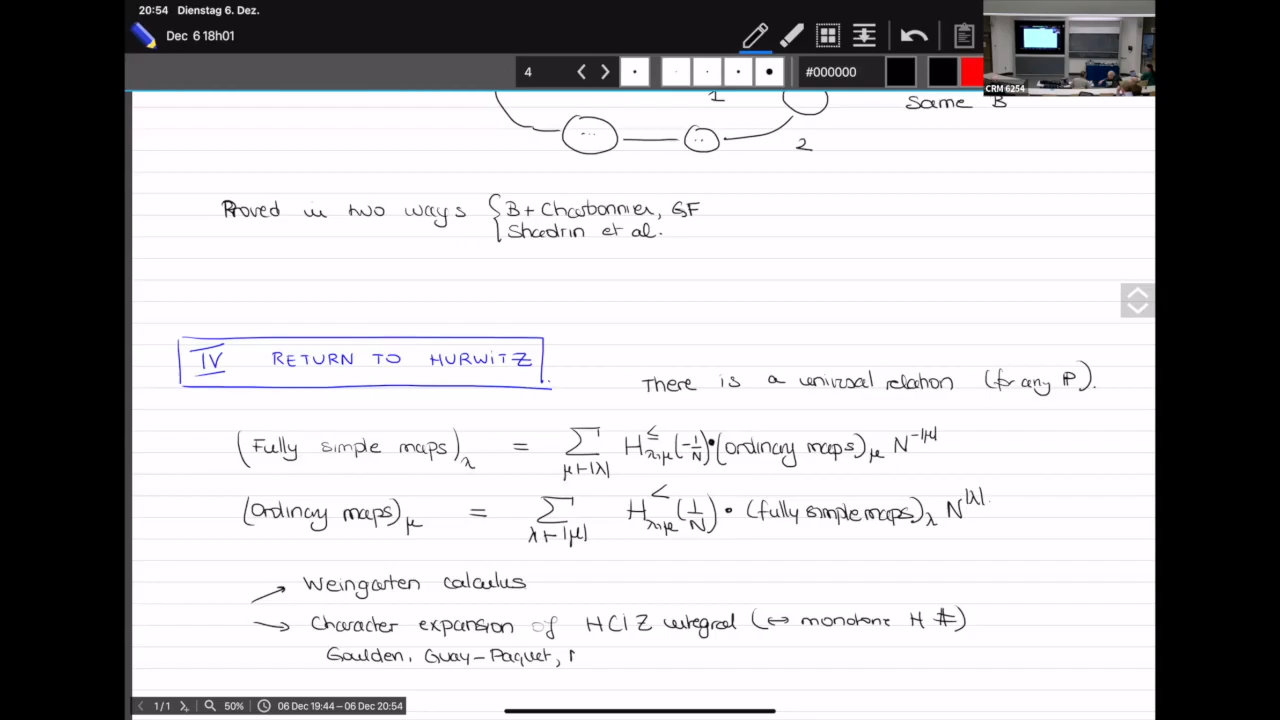 20:54 Dienstag 6. Dez.
Dec 6 18h01
4
#000000
CRM 6254
1
Same B
2
Proved in two ways { B + Charbonnier, GF
Shadrin et al.
IV RETURN TO HURWITZ
There is a universal relation (for any P).
(Fully simple maps)_λ = Σ_{μ⊢|λ|} H^≤_{λ,μ}(-1/N) • (ordinary maps)_μ N^{-|μ|}
(Ordinary maps)_μ = Σ_{λ⊢|μ|} H^<_{λ,μ}(1/N) • (fully simple maps)_λ N^{|λ|}.
→ Weingarten calculus
→ Character expansion of HCIZ integral (↔ monotone H #)
Goulden, Guay-Paquet,
1/1 50% 06 Dec 19:44 – 06 Dec 20:54